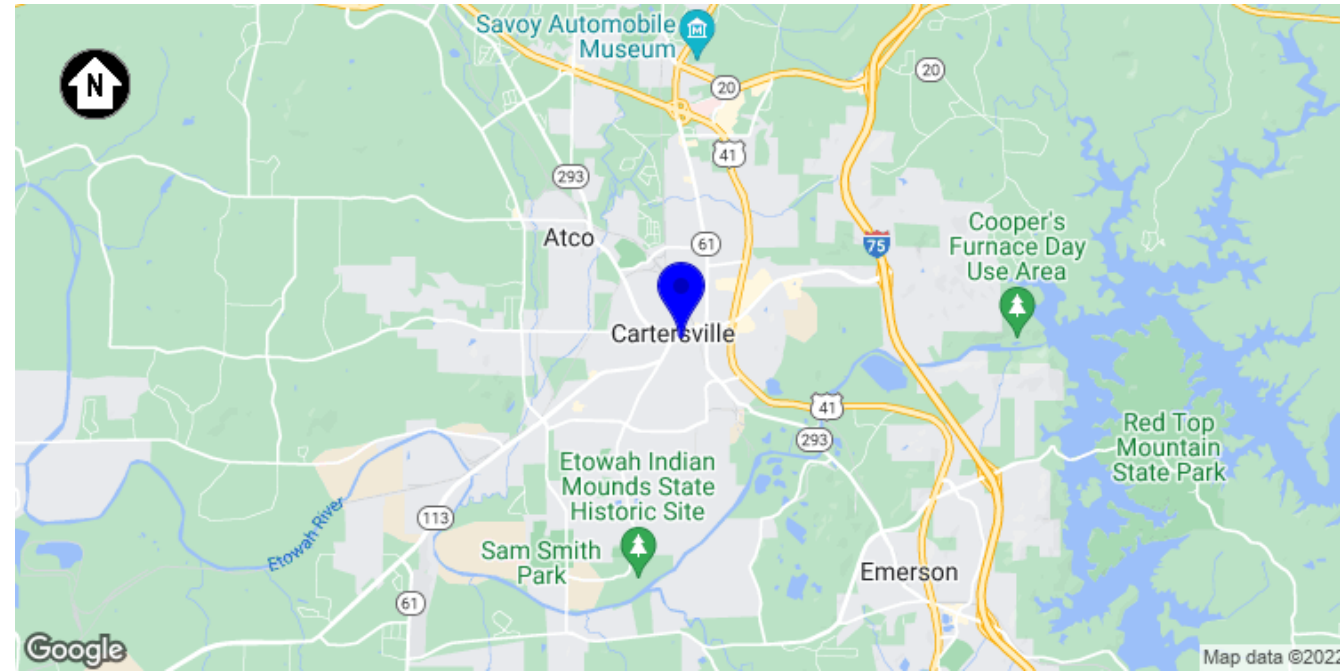 Savoy Automobile
Museum
N
20
20
41
293
Cooper's
Furnace Day
Use Area
Atco
61
75
Cartersville
41
293
Red Top
Mountain
State Park
Etowah Indian
Mounds State
Historic Site
Etowah River
113
Sam Smith
Park
Emerson
61
Google
Map data ©2022